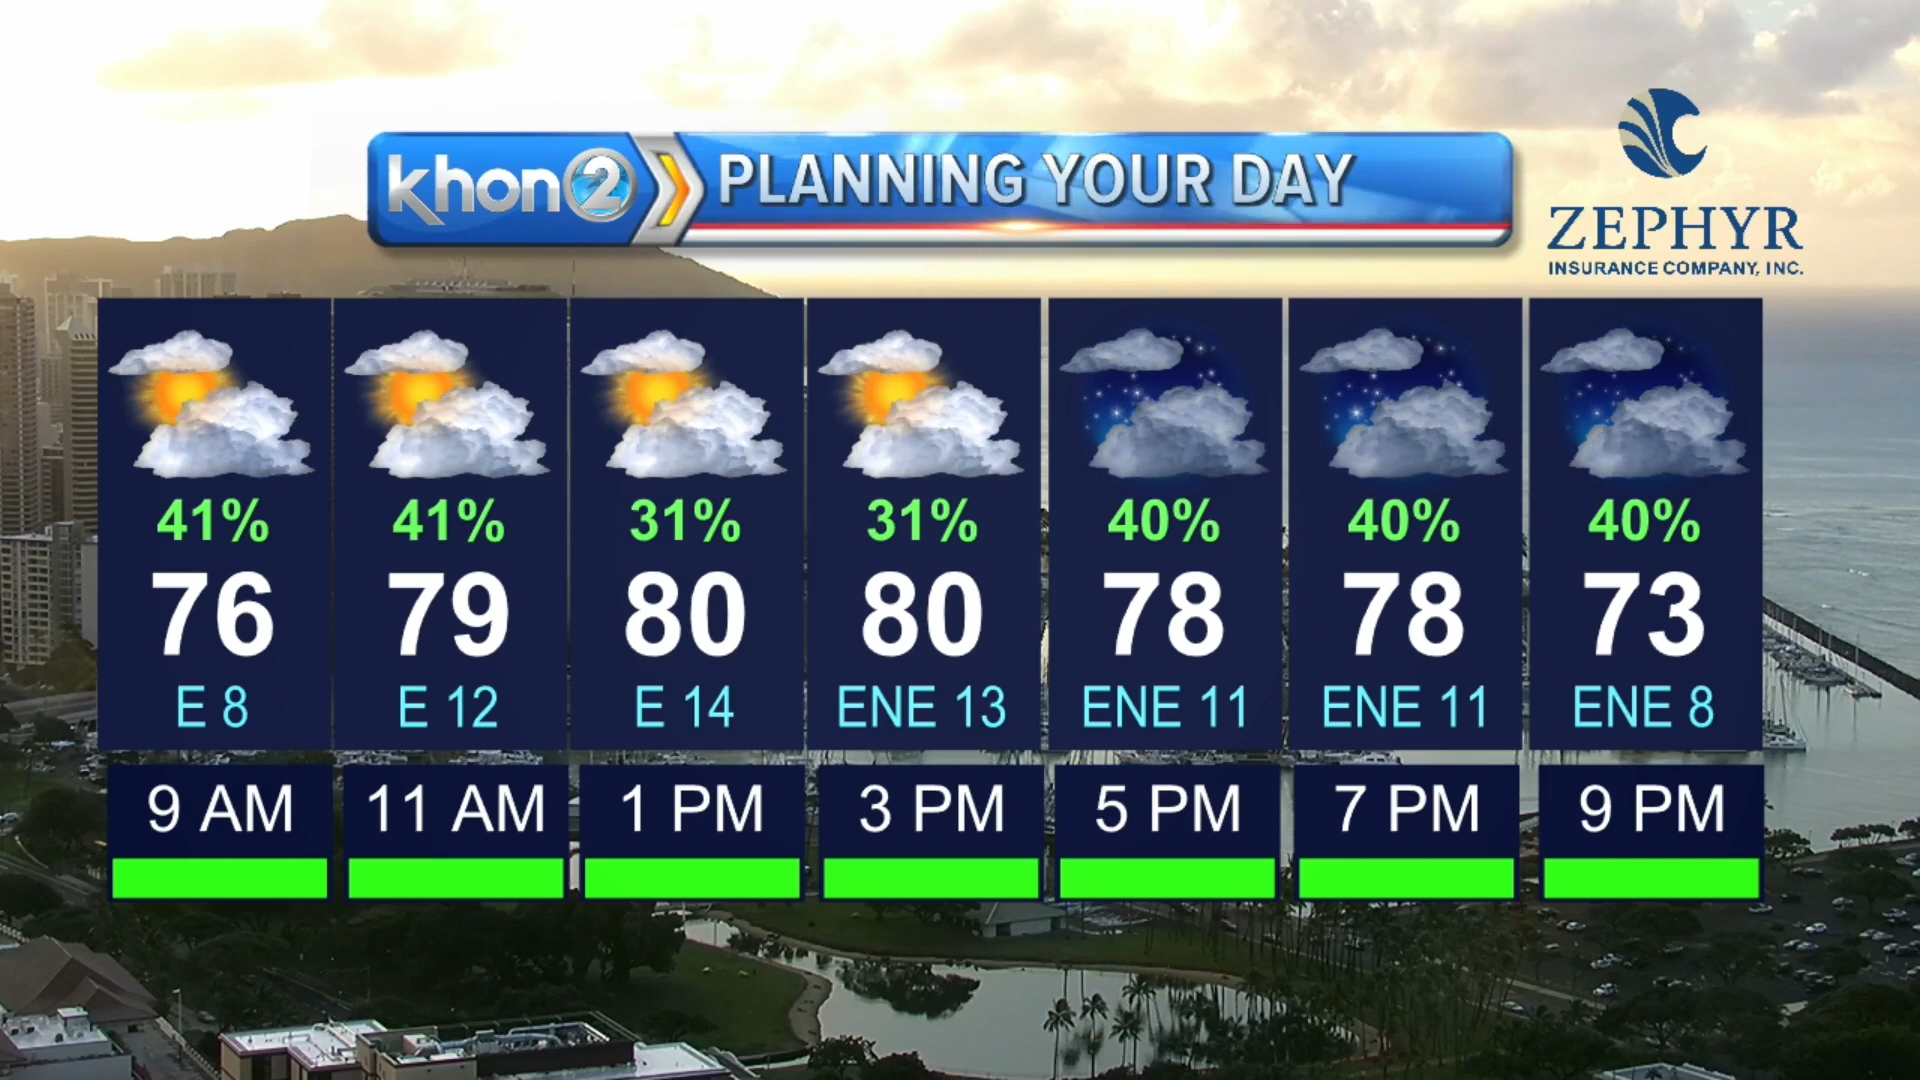 khon 2 PLANNING YOUR DAY
ZEPHYR
INSURANCE COMPANY, INC.
41% 41% 31% 31% 40% 40% 40%
76 79 80 80 78 78 73
E 8 E 12 E 14 ENE 13 ENE 11 ENE 11 ENE 8
9 AM 11 AM 1 PM 3 PM 5 PM 7 PM 9 PM